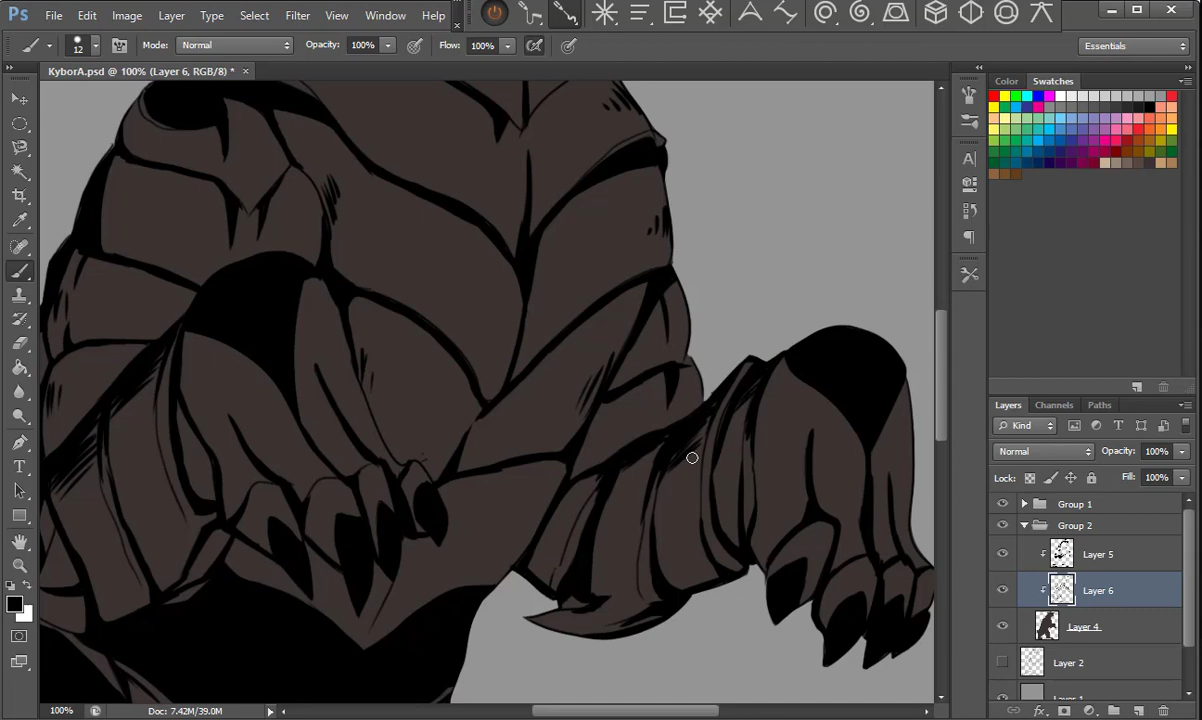 Ps File Edit Image Layer Type Select Filter View Window Help
12 Mode: Normal Opacity: 100% Flow: 100% Essentials
KyborA.psd @ 100% (Layer 6, RGB/8) * ×
Color Swatches
Layers Channels Paths
Kind
Normal Opacity: 100%
Lock: Fill: 100%
Group 1
Group 2
Layer 5
Layer 6
Layer 4
Layer 2
Layer 1
100% Doc: 7.42M/39.0M